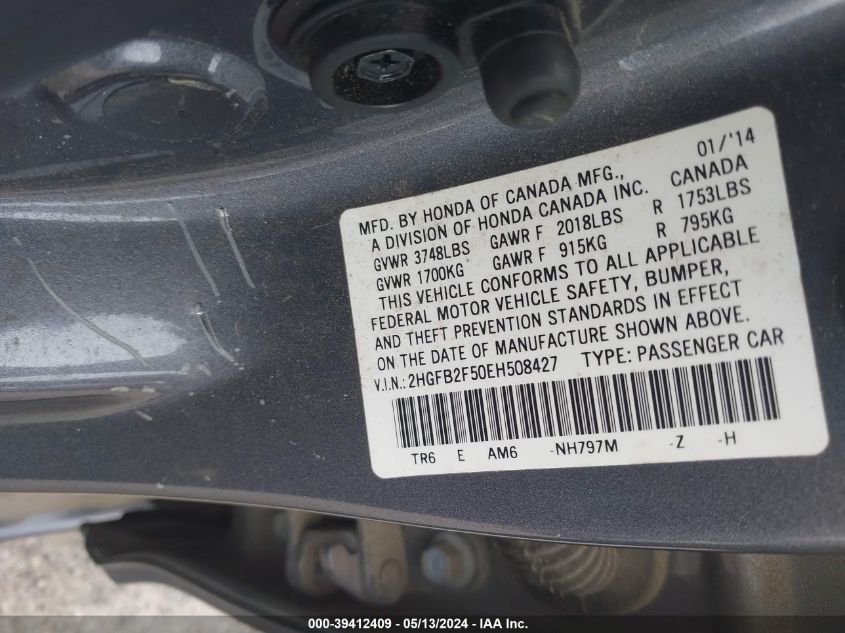 01/'14
MFD. BY HONDA OF CANADA MFG.,
A DIVISION OF HONDA CANADA INC. CANADA
GVWR 3748LBS GAWR F 2018LBS R 1753LBS
GVWR 1700KG GAWR F 915KG R 795KG
THIS VEHICLE CONFORMS TO ALL APPLICABLE
FEDERAL MOTOR VEHICLE SAFETY, BUMPER,
AND THEFT PREVENTION STANDARDS IN EFFECT
ON THE DATE OF MANUFACTURE SHOWN ABOVE.
V.I.N.: 2HGFB2F50EH508427 TYPE: PASSENGER CAR
TR6 E AM6 -NH797M -Z -H
000-39412409 - 05/13/2024 - IAA Inc.